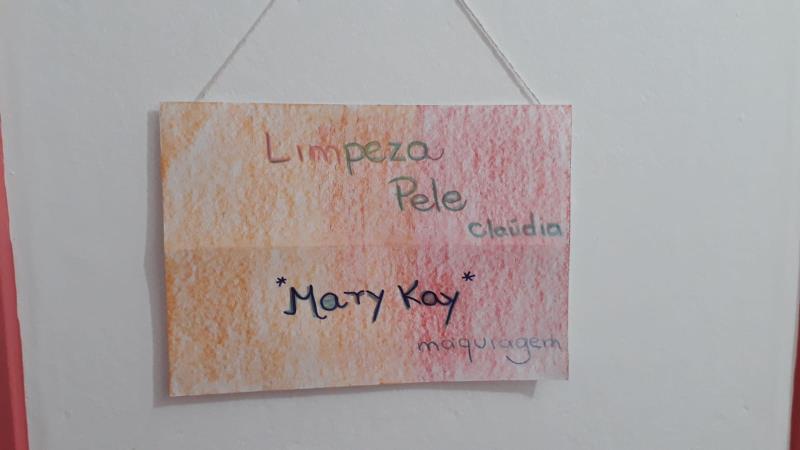 Limpeza
Pele
Claúdia
*Mary Kay*
maquiagem